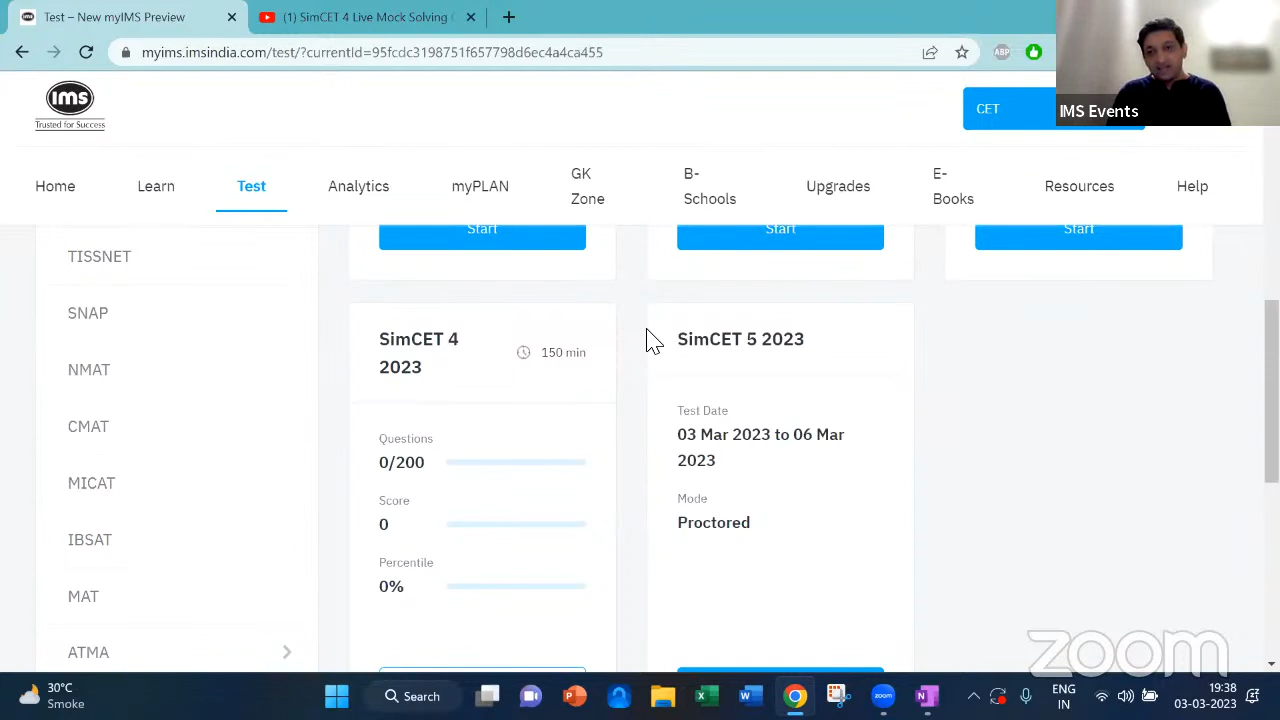 Test – New myIMS Preview
(1) SimCET 4 Live Mock Solving
myims.imsindia.com/test/?currentId=95fcdc3198751f657798d6ec4a4ca455
ABP
ims
Trusted for Success
CET
IMS Events
Home
Learn
Test
Analytics
myPLAN
GK
Zone
B-
Schools
Upgrades
E-
Books
Resources
Help
Start
Start
Start
TISSNET
SNAP
NMAT
CMAT
MICAT
IBSAT
MAT
ATMA
SimCET 4
2023
150 min
Questions
0/200
Score
0
Percentile
0%
SimCET 5 2023
Test Date
03 Mar 2023 to 06 Mar
2023
Mode
Proctored
zoom
30°C
Smoke
Search
zoom
ENG
IN
19:38
03-03-2023